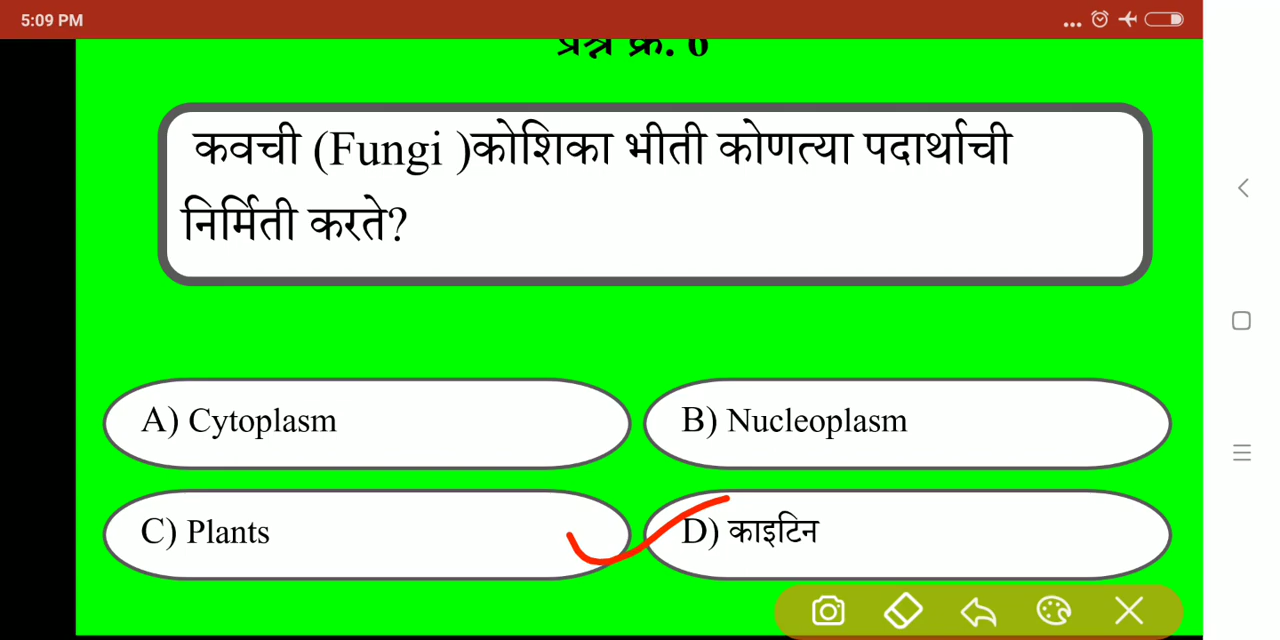 5:09 PM
प्रश्न क्र. 6
कवची (Fungi )कोशिका भीती कोणत्या पदार्थाची
निर्मिती करते?
A) Cytoplasm
B) Nucleoplasm
C) Plants
D) काइटिन